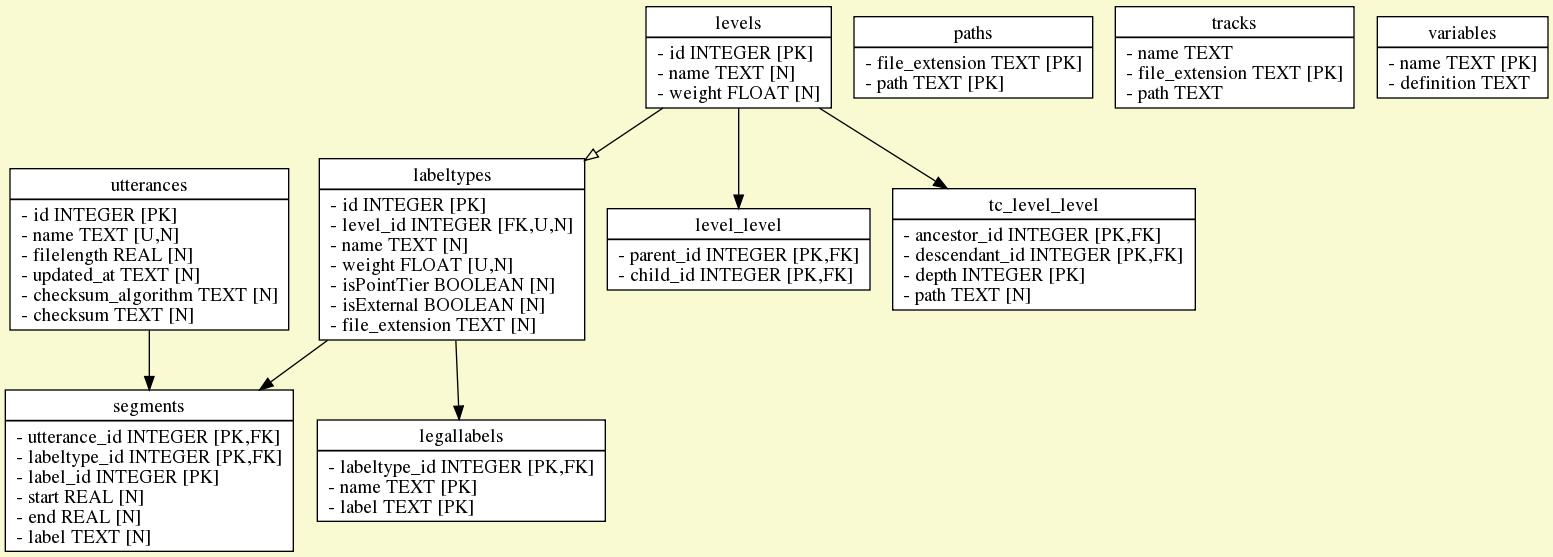 levels
- id INTEGER [PK]
- name TEXT [N]
- weight FLOAT [N]
paths
- file_extension TEXT [PK]
- path TEXT [PK]
tracks
- name TEXT
- file_extension TEXT [PK]
- path TEXT
variables
- name TEXT [PK]
- definition TEXT
utterances
- id INTEGER [PK]
- name TEXT [U,N]
- filelength REAL [N]
- updated_at TEXT [N]
- checksum_algorithm TEXT [N]
- checksum TEXT [N]
labeltypes
- id INTEGER [PK]
- level_id INTEGER [FK,U,N]
- name TEXT [N]
- weight FLOAT [U,N]
- isPointTier BOOLEAN [N]
- isExternal BOOLEAN [N]
- file_extension TEXT [N]
level_level
- parent_id INTEGER [PK,FK]
- child_id INTEGER [PK,FK]
tc_level_level
- ancestor_id INTEGER [PK,FK]
- descendant_id INTEGER [PK,FK]
- depth INTEGER [PK]
- path TEXT [N]
segments
- utterance_id INTEGER [PK,FK]
- labeltype_id INTEGER [PK,FK]
- label_id INTEGER [PK]
- start REAL [N]
- end REAL [N]
- label TEXT [N]
legallabels
- labeltype_id INTEGER [PK,FK]
- name TEXT [PK]
- label TEXT [PK]